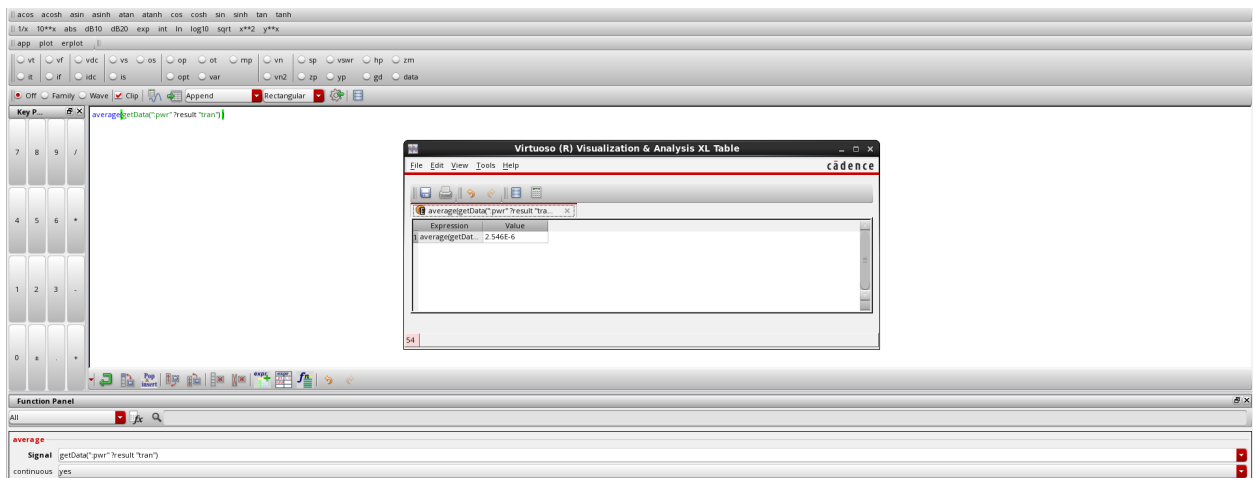 acos acosh asin asinh atan atanh cos cosh sin sinh tan tanh
1/x 10**x abs dB10 dB20 exp int ln log10 sqrt x**2 y**x
app plot erplot
vt vf vdc vs os op ot mp vn sp vswr hp zm
it if idc is opt var vn2 zp yp gd data
Off Family Wave Clip Append Rectangular
Key P...
average(getData(":pwr" ?result "tran") )
7 8 9 /
4 5 6 *
1 2 3 -
0 ± . +
Virtuoso (R) Visualization & Analysis XL Table
File Edit View Tools Help
cādence
average(getData(":pwr" ?result "tra...
Expression Value
1 average(getDat... 2.546E-6
54
Pop
insert
expr
expr
Function Panel
All
fx
average
Signal getData(":pwr" ?result "tran")
continuous yes